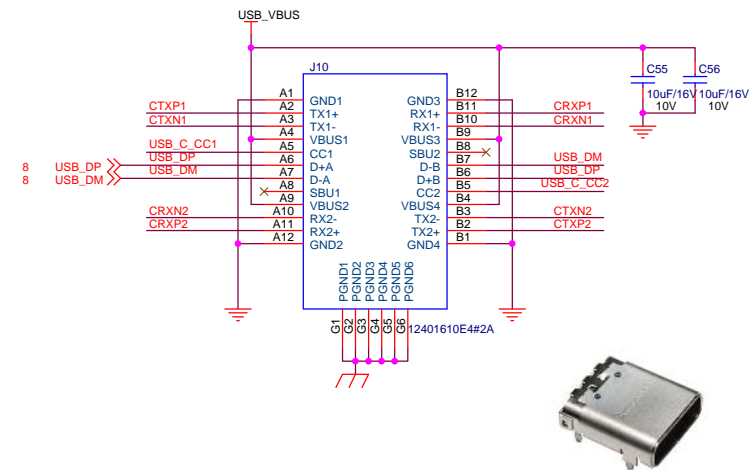 USB_VBUS
J10
C55
C56
10uF/16V
10uF/16V
10V
10V
A1
GND1
GND3
B12
CTXP1
A2
TX1+
RX1+
B11
CRXP1
CTXN1
A3
TX1-
RX1-
B10
CRXN1
A4
VBUS1
VBUS3
B9
USB_C_CC1
A5
CC1
SBU2
B8
8
USB_DP
USB_DP
A6
D+A
D-B
B7
USB_DM
8
USB_DM
USB_DM
A7
D-A
D+B
B6
USB_DP
A8
SBU1
CC2
B5
USB_C_CC2
A9
VBUS2
VBUS4
B4
CRXN2
A10
RX2-
TX2-
B3
CTXN2
CRXP2
A11
RX2+
TX2+
B2
CTXP2
A12
GND2
GND4
B1
PGND1
PGND2
PGND3
PGND4
PGND5
PGND6
G1
G2
G3
G4
G5
G6
12401610E4#2A